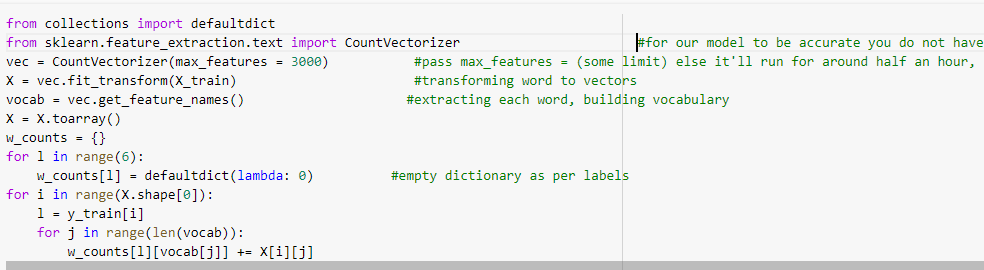 from collections import defaultdict
from sklearn.feature_extraction.text import CountVectorizer #for our model to be accurate you do not have
vec = CountVectorizer(max_features = 3000) #pass max_features = (some limit) else it'll run for around half an hour,
X = vec.fit_transform(X_train) #transforming word to vectors
vocab = vec.get_feature_names() #extracting each word, building vocabulary
X = X.toarray()
w_counts = {}
for l in range(6):
    w_counts[l] = defaultdict(lambda: 0) #empty dictionary as per labels
for i in range(X.shape[0]):
    l = y_train[i]
    for j in range(len(vocab)):
        w_counts[l][vocab[j]] += X[i][j]